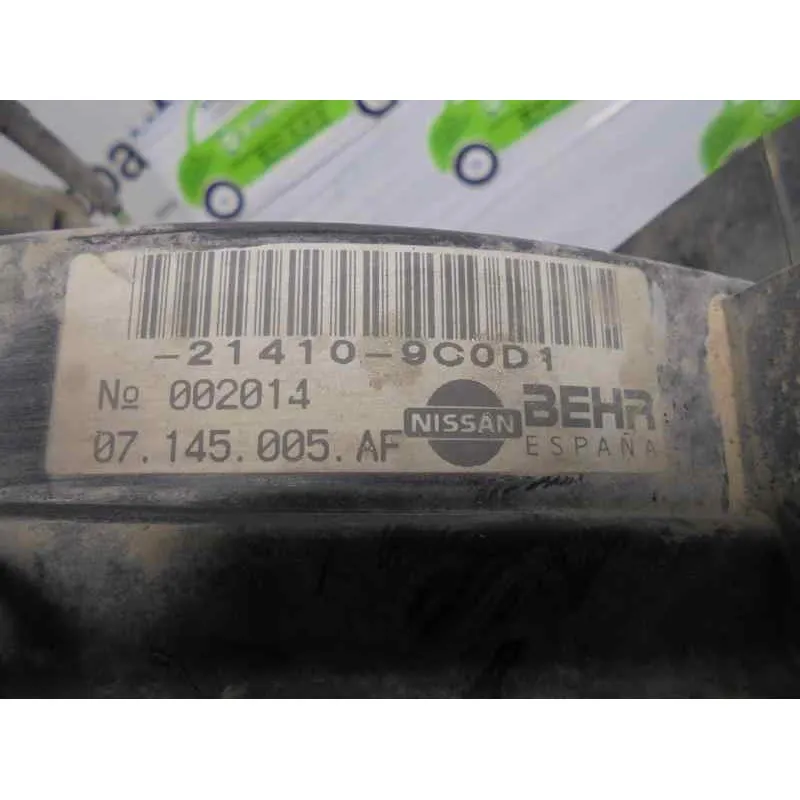 -21410-9C0D1
№ 002014
07.145.005.AF
NISSAN
BEHR
ESPAÑA